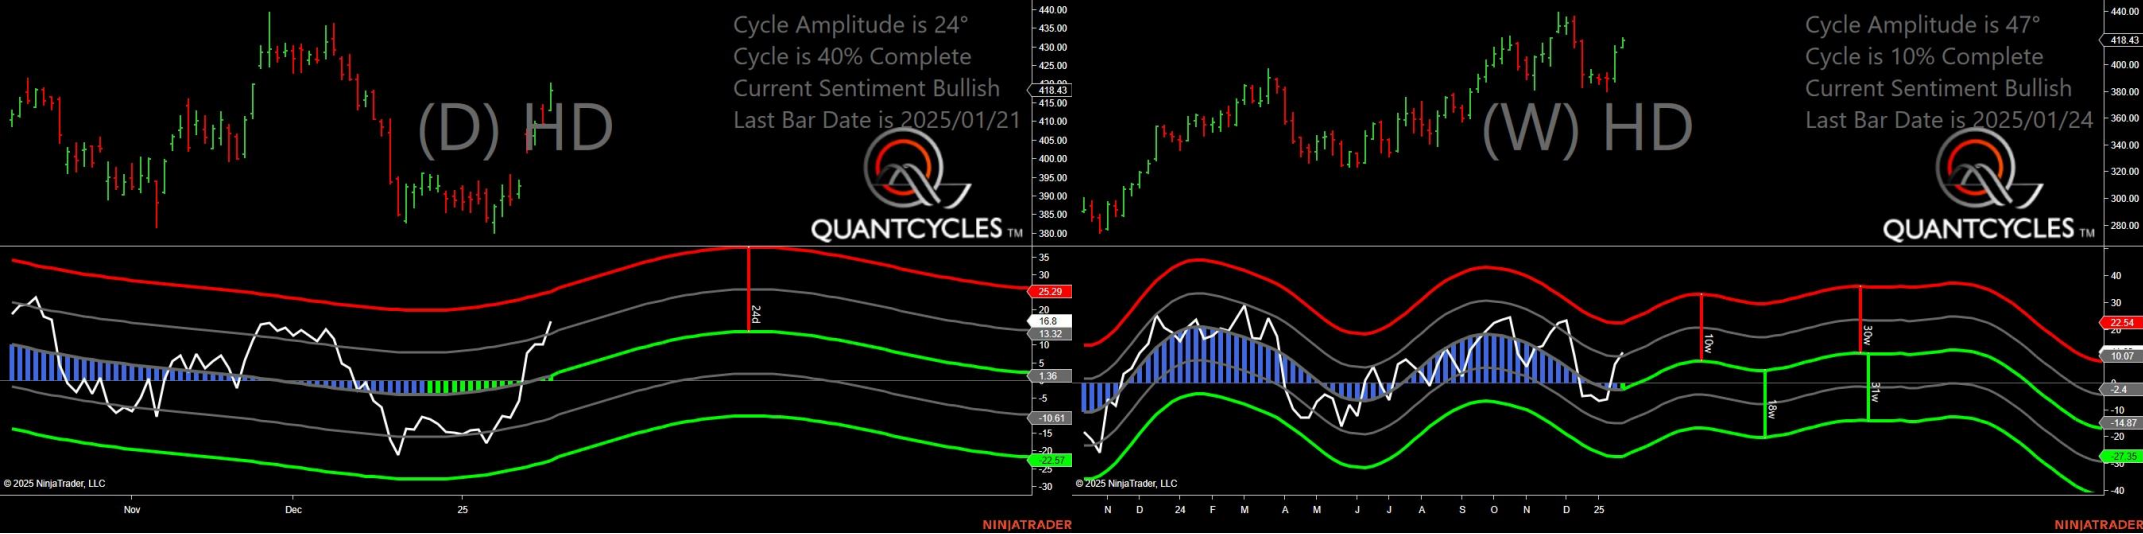 Cycle Amplitude is 24°
Cycle is 40% Complete
Current Sentiment Bullish
Last Bar Date is 2025/01/21
(D) HD
QUANTCYCLES TM
440.00
435.00
430.00
425.00
418.43
415.00
410.00
405.00
400.00
395.00
390.00
385.00
380.00
24d
35
30
25.29
20
16.8
13.32
10
5
1.36
-5
-10.61
-15
-22.57
-25
-30
© 2025 NinjaTrader, LLC
Nov
Dec
25
NINJATRADER
Cycle Amplitude is 47°
Cycle is 10% Complete
Current Sentiment Bullish
Last Bar Date is 2025/01/24
(W) HD
QUANTCYCLES TM
440.00
418.43
400.00
380.00
360.00
340.00
320.00
300.00
280.00
10w
18w
30w
31w
40
30
22.54
10.07
-2.4
-10
-14.87
-20
-27.35
-30
-40
© 2025 NinjaTrader, LLC
N D 24 F M A M J J A S O N D 25
NINJATRADER